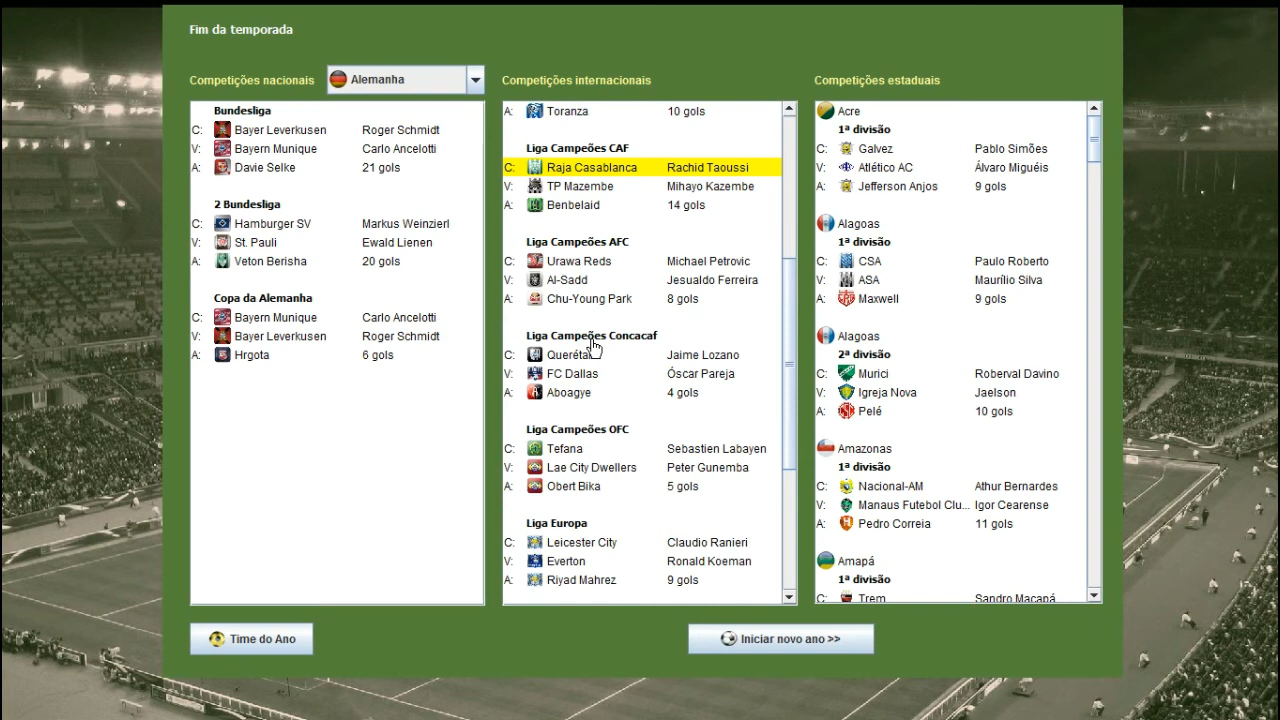 Fim da temporada
Competições nacionais
Alemanha
Bundesliga
C: Bayer Leverkusen Roger Schmidt
V: Bayern Munique Carlo Ancelotti
A: Davie Selke 21 gols
2 Bundesliga
C: Hamburger SV Markus Weinzierl
V: St. Pauli Ewald Lienen
A: Veton Berisha 20 gols
Copa da Alemanha
C: Bayern Munique Carlo Ancelotti
V: Bayer Leverkusen Roger Schmidt
A: Hrgota 6 gols
Time do Ano
Competições internacionais
A: Toranza 10 gols
Liga Campeões CAF
C: Raja Casablanca Rachid Taoussi
V: TP Mazembe Mihayo Kazembe
A: Benbelaid 14 gols
Liga Campeões AFC
C: Urawa Reds Michael Petrovic
V: Al-Sadd Jesualdo Ferreira
A: Chu-Young Park 8 gols
Liga Campeões Concacaf
C: Jaime Lozano
V: FC Dallas Óscar Pareja
A: Aboagye 4 gols
Liga Campeões OFC
C: Tefana Sebastien Labayen
V: Lae City Dwellers Peter Gunemba
A: Obert Bika 5 gols
Liga Europa
C: Leicester City Claudio Ranieri
V: Everton Ronald Koeman
A: Riyad Mahrez 9 gols
Competições estaduais
Acre
1ª divisão
C: Galvez Pablo Simões
V: Atlético AC Álvaro Miguéis
A: Jefferson Anjos 9 gols
Alagoas
1ª divisão
C: CSA Paulo Roberto
V: ASA Maurílio Silva
A: Maxwell 9 gols
Alagoas
2ª divisão
C: Murici Roberval Davino
V: Igreja Nova Jaelson
A: Pelé 10 gols
Amazonas
1ª divisão
C: Nacional-AM Athur Bernardes
V: Manaus Futebol Clu... Igor Cearense
A: Pedro Correia 11 gols
Amapá
1ª divisão
C: Trem Sandro Macapá
Iniciar novo ano >>